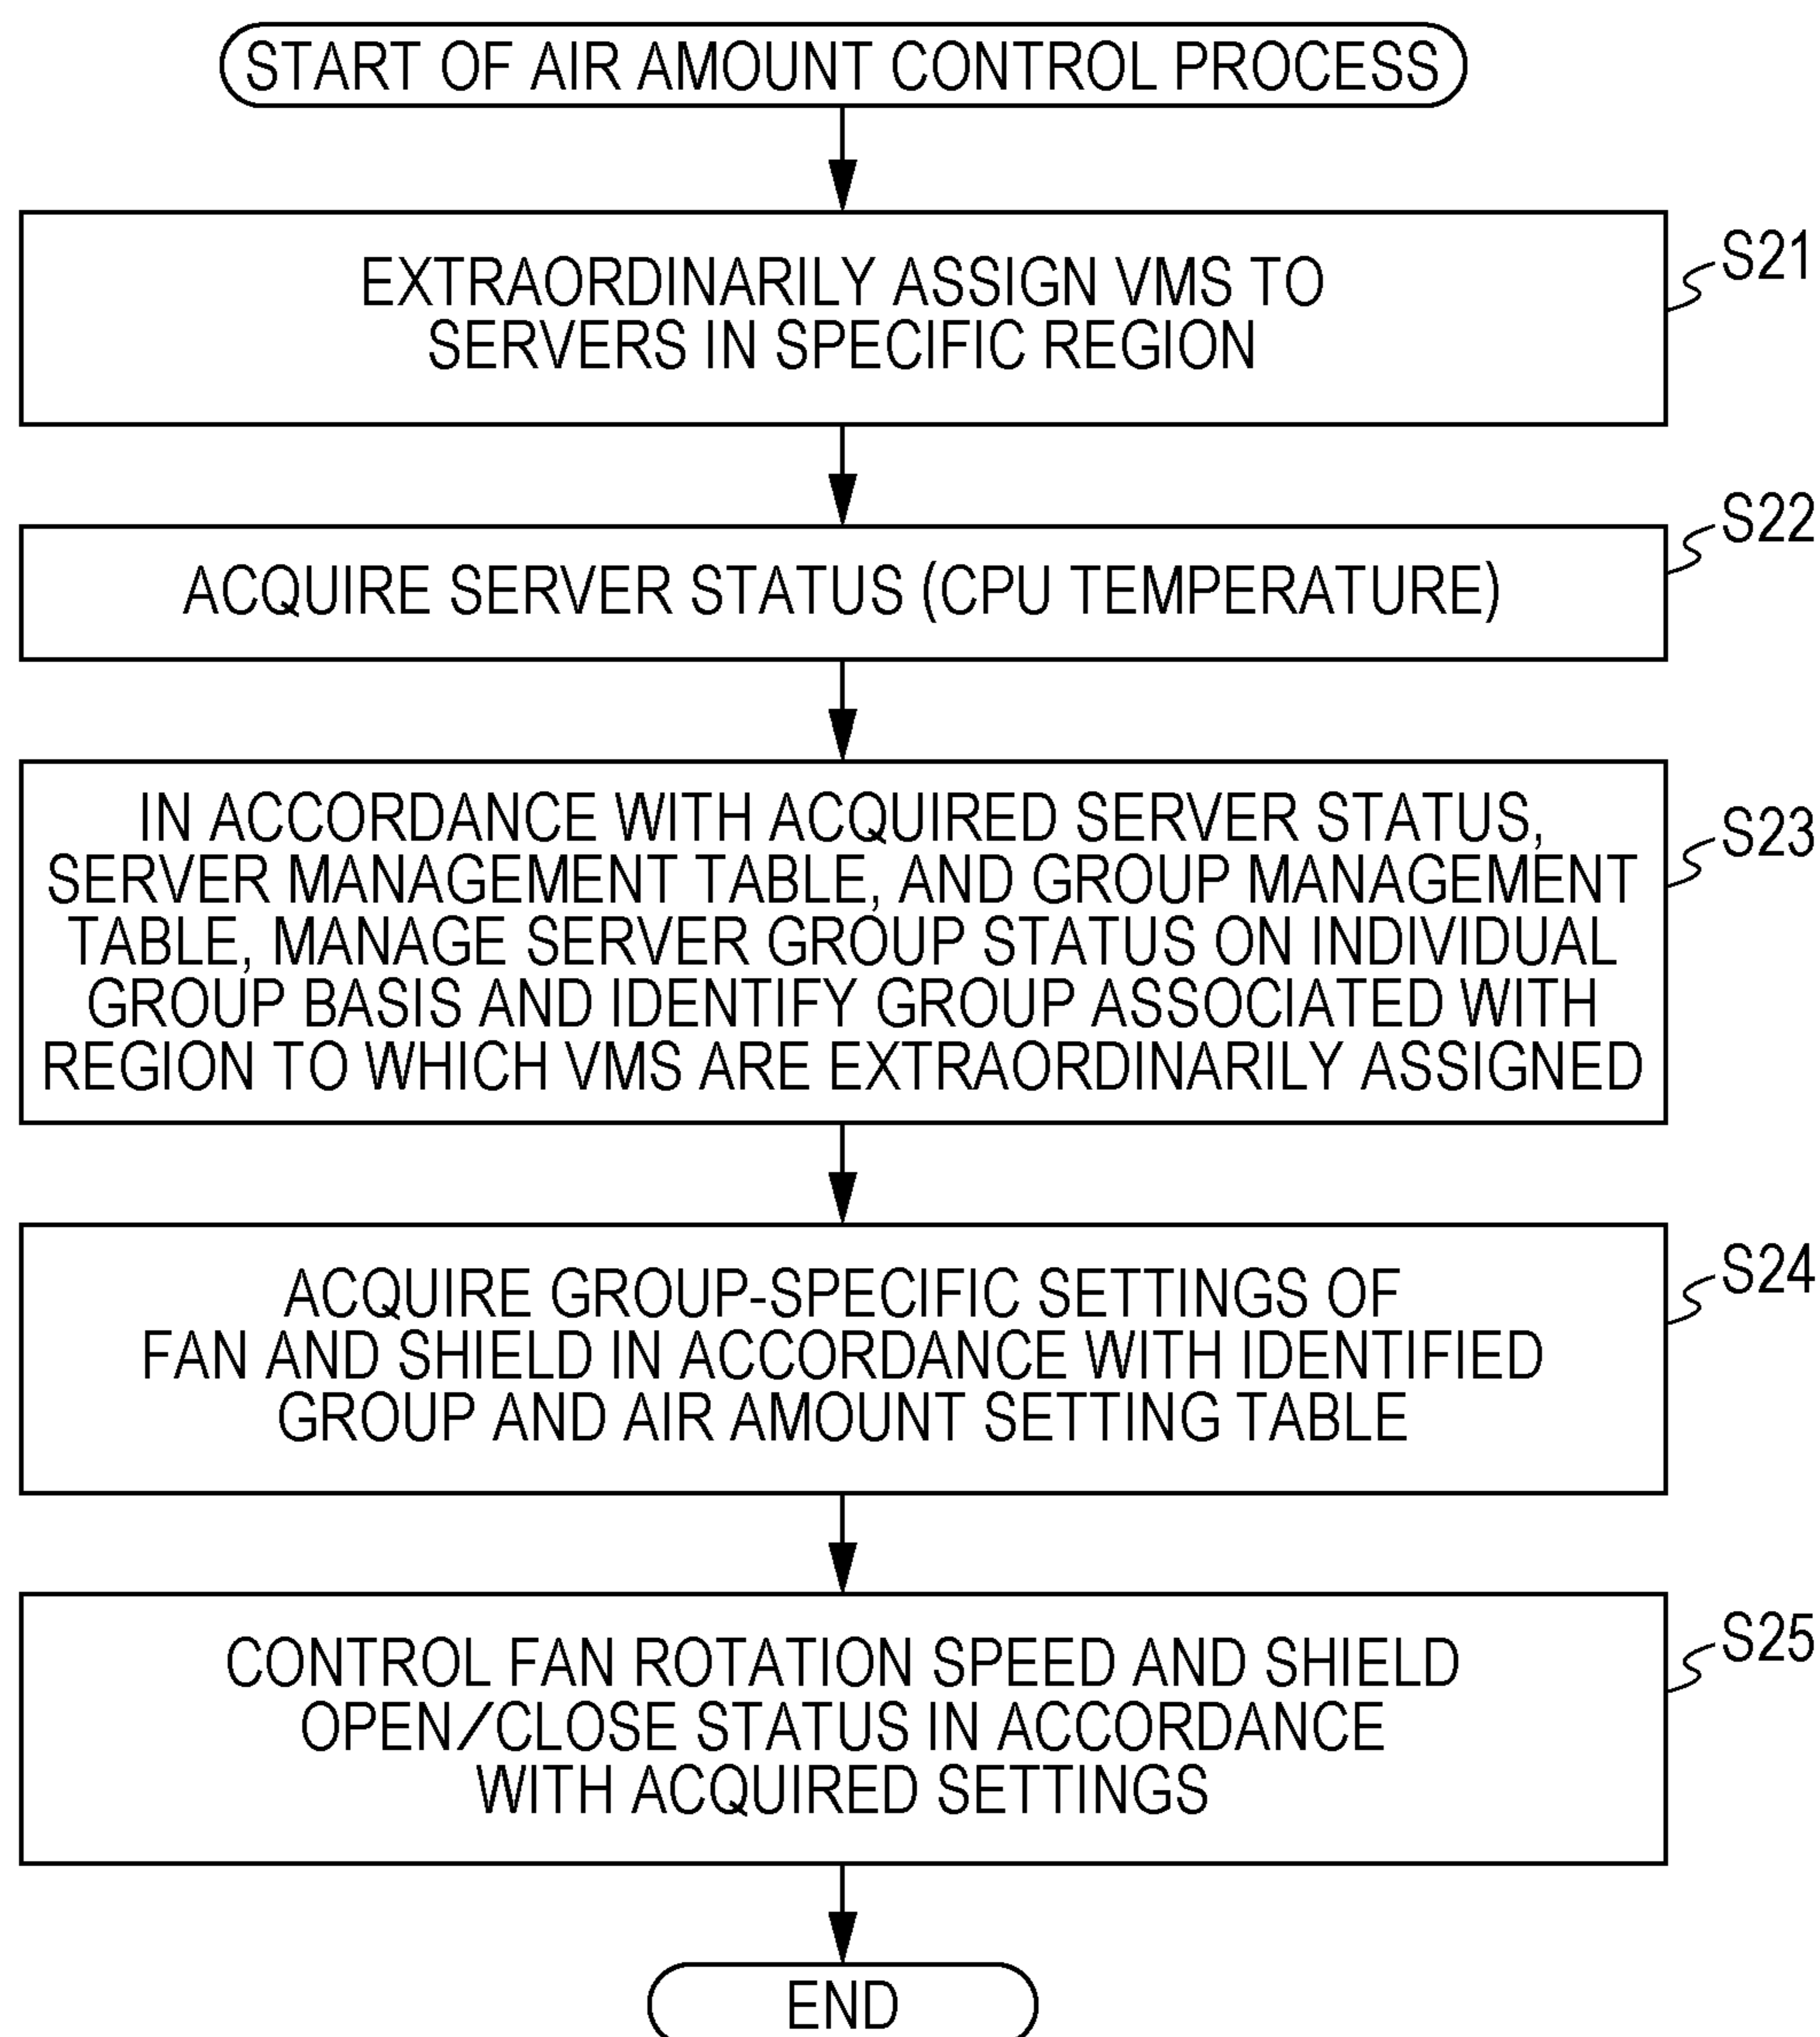 START OF AIR AMOUNT CONTROL PROCESS
S21
EXTRAORDINARILY ASSIGN VMS TO
SERVERS IN SPECIFIC REGION
S22
ACQUIRE SERVER STATUS (CPU TEMPERATURE)
S23
IN ACCORDANCE WITH ACQUIRED SERVER STATUS,
SERVER MANAGEMENT TABLE, AND GROUP MANAGEMENT
TABLE, MANAGE SERVER GROUP STATUS ON INDIVIDUAL
GROUP BASIS AND IDENTIFY GROUP ASSOCIATED WITH
REGION TO WHICH VMS ARE EXTRAORDINARILY ASSIGNED
S24
ACQUIRE GROUP-SPECIFIC SETTINGS OF
FAN AND SHIELD IN ACCORDANCE WITH IDENTIFIED
GROUP AND AIR AMOUNT SETTING TABLE
S25
CONTROL FAN ROTATION SPEED AND SHIELD
OPEN/CLOSE STATUS IN ACCORDANCE
WITH ACQUIRED SETTINGS
END